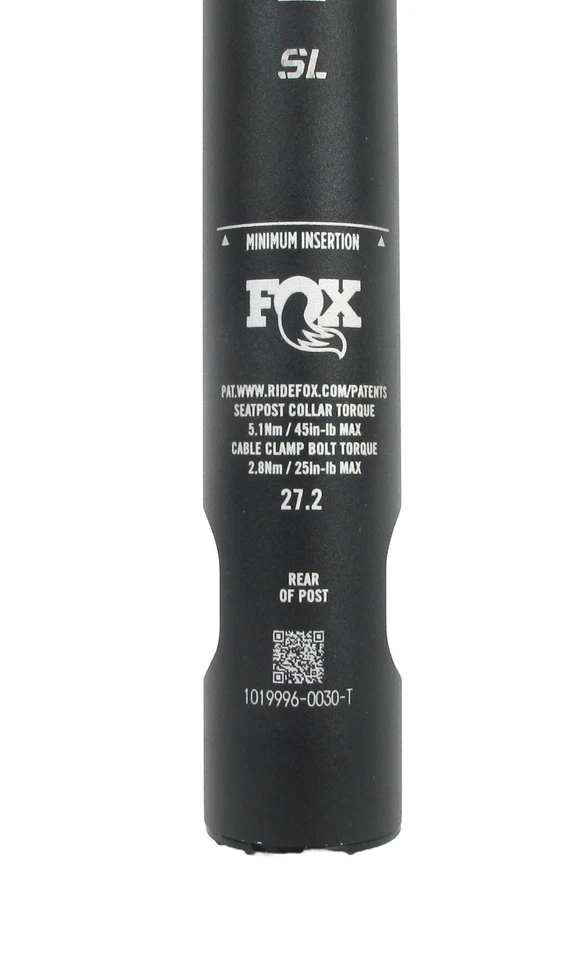 SL
MINIMUM INSERTION
FOX
PAT.WWW.RIDEFOX.COM/PATENTS
SEATPOST COLLAR TORQUE
5.1Nm / 45in-lb MAX
CABLE CLAMP BOLT TORQUE
2.8Nm / 25in-lb MAX
27.2
REAR
OF POST
1019996-0030-T